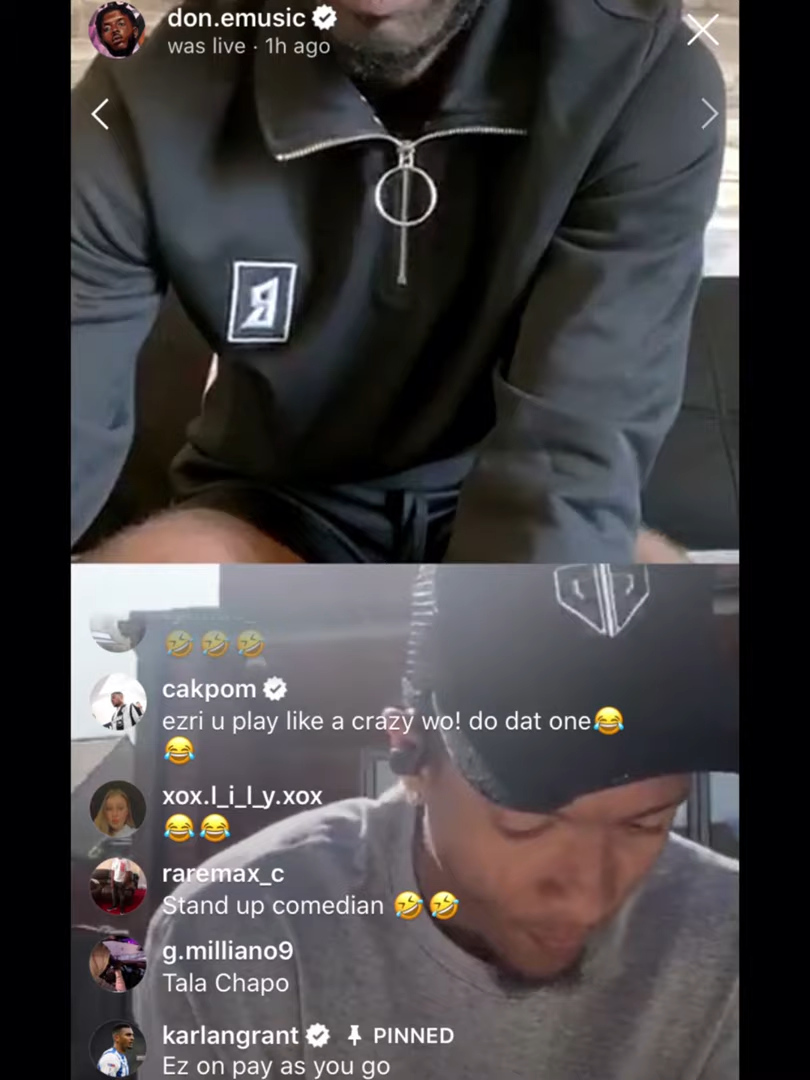 don.emusic
was live · 1h ago
🤣🤣🤣
cakpom
ezri u play like a crazy wo! do dat one😂
😂
xox.l_i_l_y.xox
😂😂
raremax_c
Stand up comedian 🤣🤣
g.milliano9
Tala Chapo
karlangrant PINNED
Ez on pay as you go